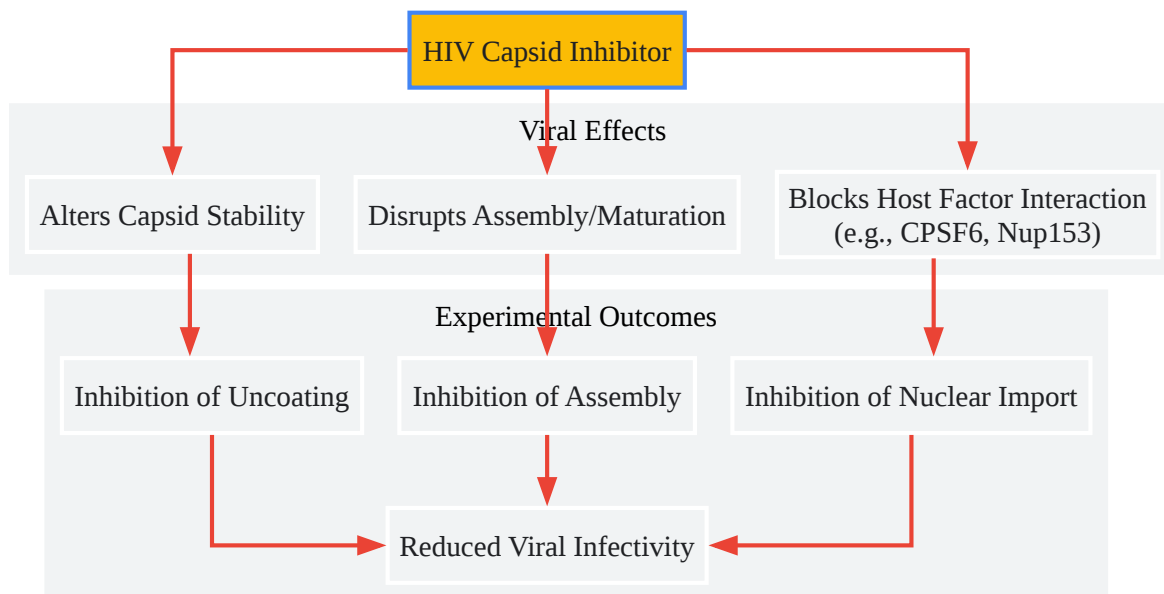 HIV Capsid Inhibitor
Viral Effects
Alters Capsid Stability
Disrupts Assembly/Maturation
Blocks Host Factor Interaction
(e.g., CPSF6, Nup153)
Experimental Outcomes
Inhibition of Uncoating
Inhibition of Assembly
Inhibition of Nuclear Import
Reduced Viral Infectivity